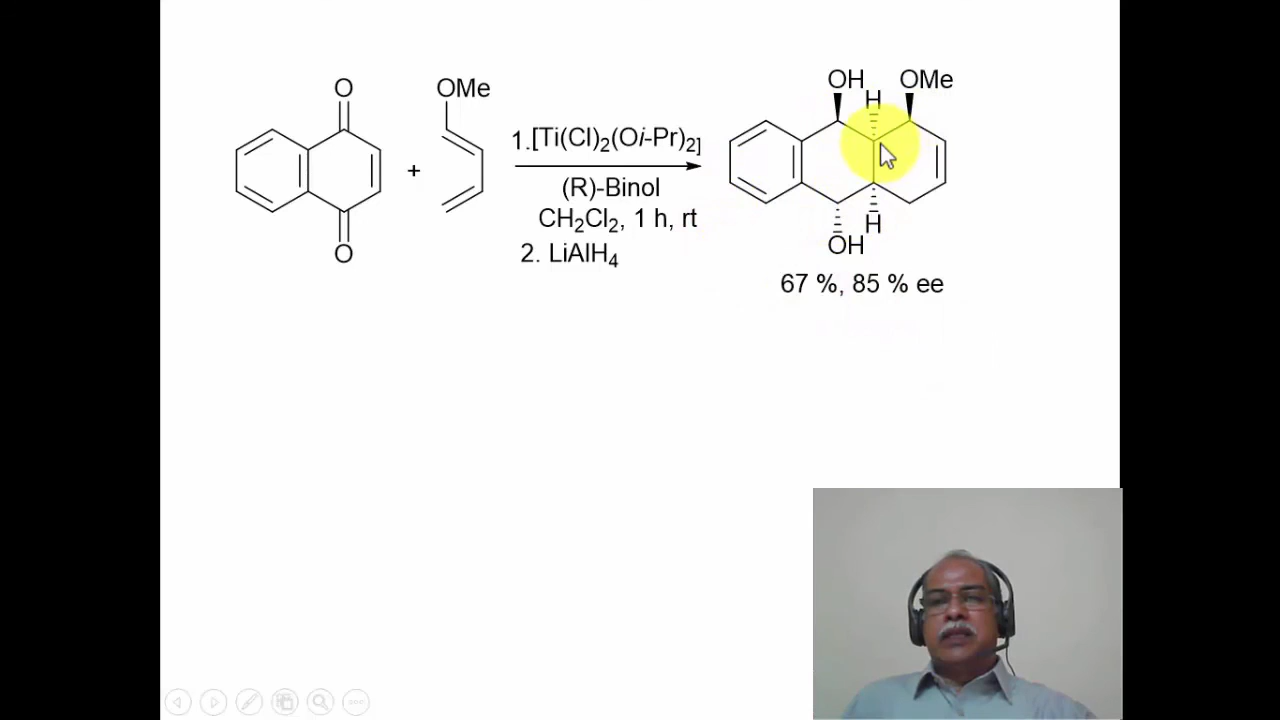 O
OMe
O
+
1.[Ti(Cl)2(Oi-Pr)2]
(R)-Binol
CH2Cl2, 1 h, rt
2. LiAlH4
OH
H
OMe
H
OH
67 %, 85 % ee